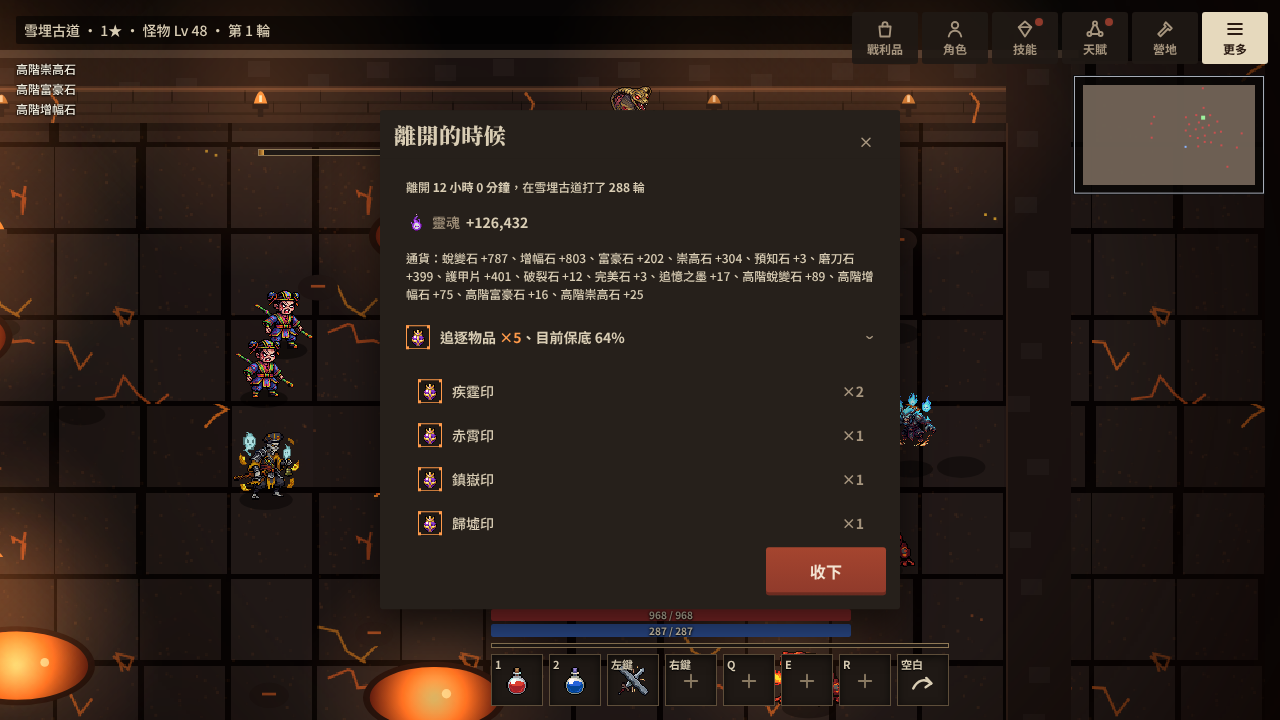 雪埋古道 · 1★ · 怪物 Lv 48 · 第 1 輪
戰利品
角色
技能
天賦
營地
更多
高階崇高石
高階富豪石
高階增幅石
離開的時候
離開 12 小時 0 分鐘，在雪埋古道打了 288 輪
靈魂 +126,432
通貨：蛻變石 +787、增幅石 +803、富豪石 +202、崇高石 +304、預知石 +3、磨刀石
+399、護甲片 +401、破裂石 +12、完美石 +3、追憶之墨 +17、高階蛻變石 +89、高階增
幅石 +75、高階富豪石 +16、高階崇高石 +25
追逐物品 ×5、目前保底 64%
疾霆印 ×2
赤霄印 ×1
鎮嶽印 ×1
歸墟印 ×1
收下
968 / 968
287 / 287
1
2
左鍵
右鍵
Q
E
R
空白